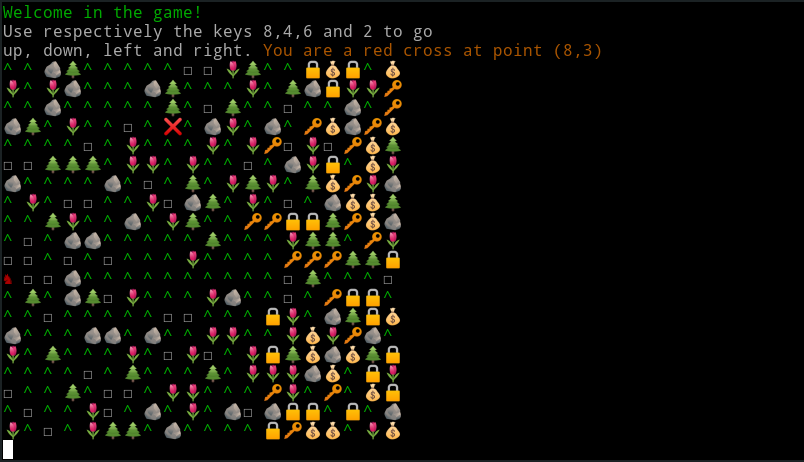 Welcome in the game!
Use respectively the keys 8,4,6 and 2 to go
up, down, left and right. You are a red cross at point (8,3)